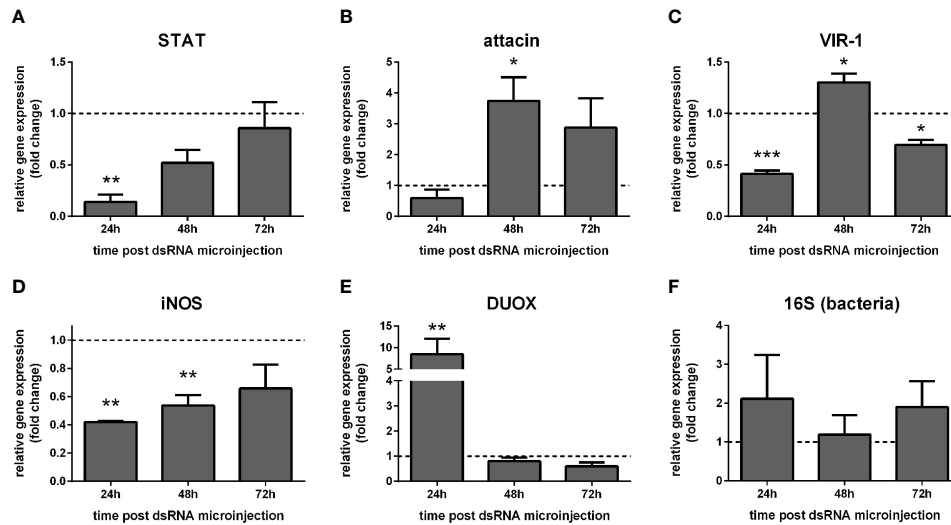 A
STAT
relative gene expression
(fold change)
1.5
1.0
0.5
0.0
**
24h
48h
72h
time post dsRNA microinjection
B
attacin
relative gene expression
(fold change)
5
4
3
2
1
0
*
24h
48h
72h
time post dsRNA microinjection
C
VIR-1
relative gene expression
(fold change)
1.5
1.0
0.5
0.0
***
*
*
24h
48h
72h
time post dsRNA microinjection
D
iNOS
relative gene expression
(fold change)
1.0
0.8
0.6
0.4
0.2
0.0
**
**
24h
48h
72h
time post dsRNA microinjection
E
DUOX
relative gene expression
(fold change)
15
10
5
4
3
2
1
0
**
24h
48h
72h
time post dsRNA microinjection
F
16S (bacteria)
relative gene expression
(fold change)
4
3
2
1
0
24h
48h
72h
time post dsRNA microinjection